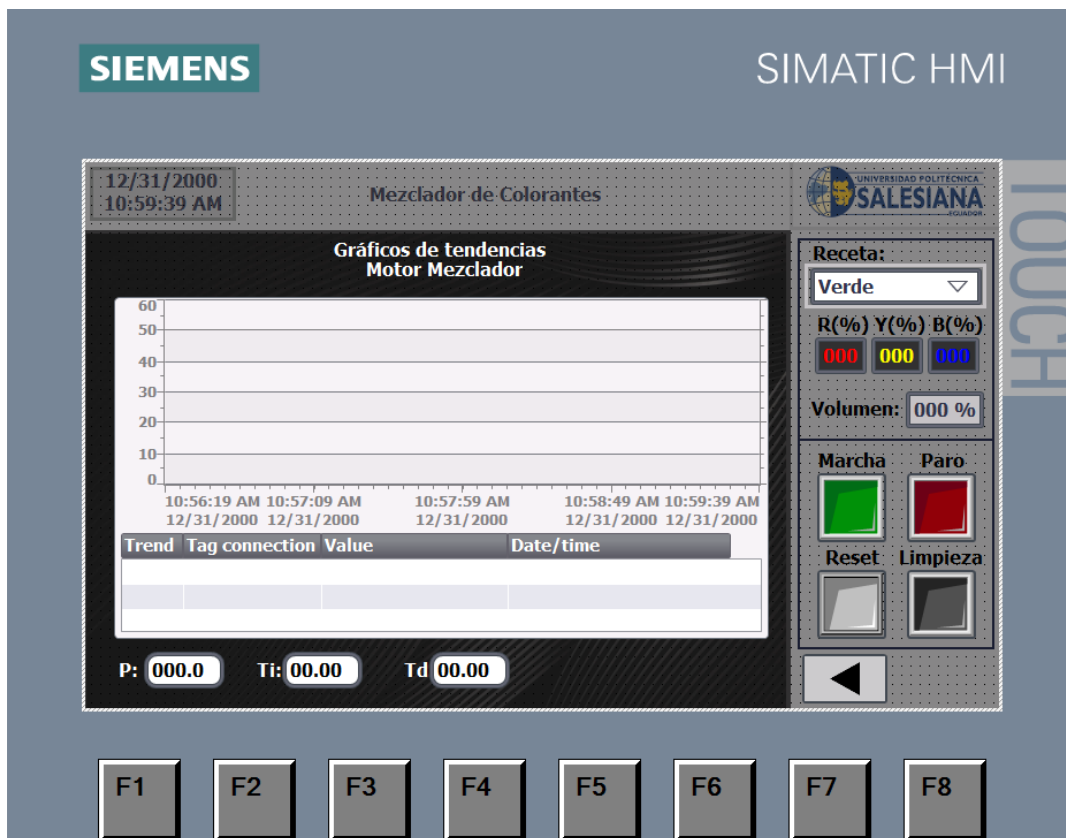 SIEMENS
SIMATIC HMI
TOUCH
12/31/2000
10:59:39 AM
Mezclador de Colorantes
UNIVERSIDAD POLITÉCNICA
SALESIANA
ECUADOR
Gráficos de tendencias
Motor Mezclador
60
50
40
30
20
10
0
10:56:19 AM 10:57:09 AM 10:57:59 AM 10:58:49 AM 10:59:39 AM
12/31/2000 12/31/2000 12/31/2000 12/31/2000 12/31/2000
Trend Tag connection Value Date/time
P: 000.0 Ti: 00.00 Td 00.00
Receta:
Verde
R(%) Y(%) B(%)
000 000 000
Volumen: 000 %
Marcha Paro
Reset Limpieza
F1 F2 F3 F4 F5 F6 F7 F8